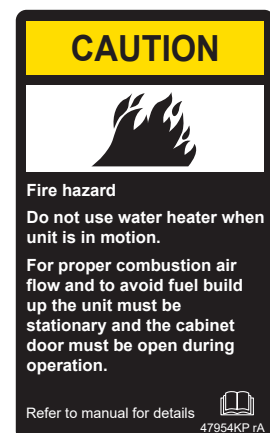 CAUTION
Fire hazard
Do not use water heater when
unit is in motion.
For proper combustion air
flow and to avoid fuel build
up the unit must be
stationary and the cabinet
door must be open during
operation.
Refer to manual for details
47954KP rA